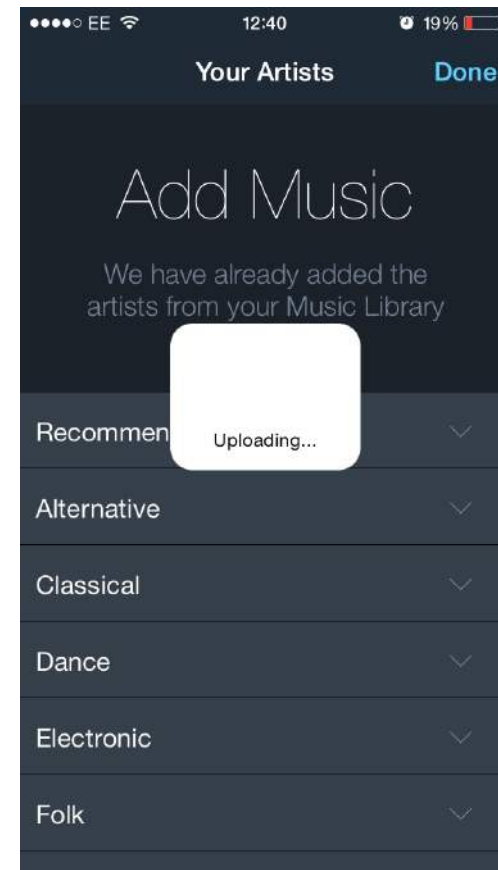 EE 12:40 19%
Your Artists Done
Add Music
We have already added the
artists from your Music Library
Recommen
Uploading...
Alternative
Classical
Dance
Electronic
Folk